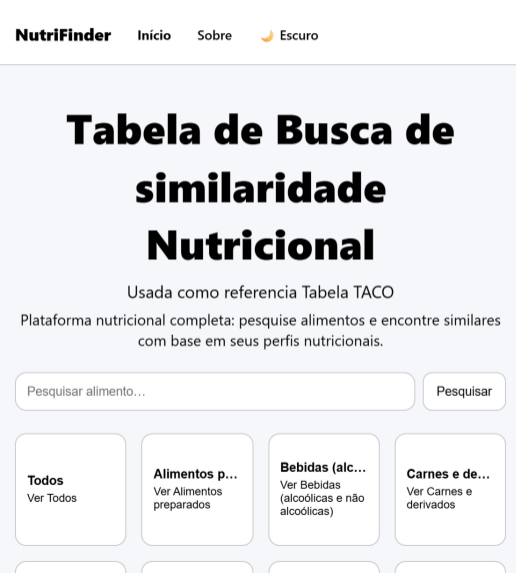 NutriFinder Início Sobre 🌙 Escuro
Tabela de Busca de
similaridade
Nutricional
Usada como referencia Tabela TACO
Plataforma nutricional completa: pesquise alimentos e encontre similares
com base em seus perfis nutricionais.
Pesquisar alimento... Pesquisar
Todos
Ver Todos
Alimentos p...
Ver Alimentos
preparados
Bebidas (alc...
Ver Bebidas
(alcoólicas e não
alcoólicas)
Carnes e de...
Ver Carnes e
derivados